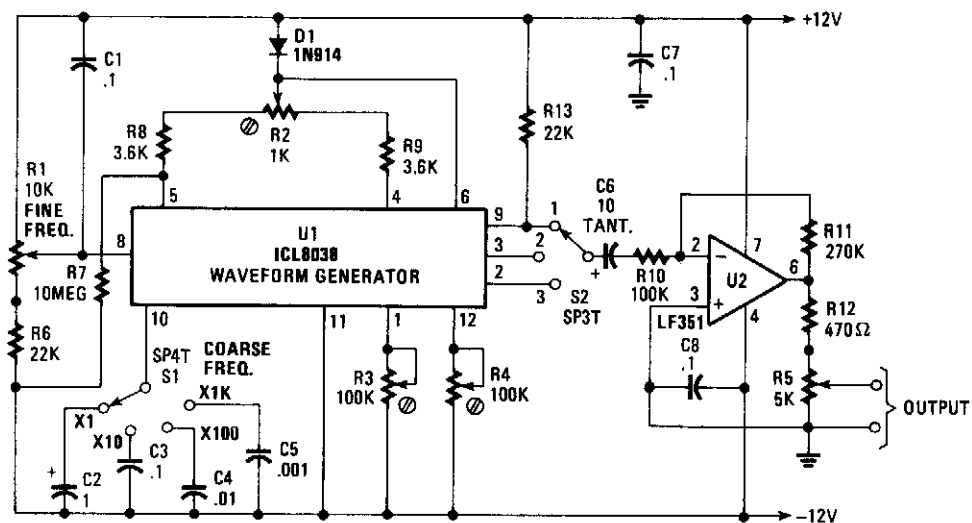 +12V
D1
1N914
C1
.1
C7
.1
R8
3.6K
R2
1K
R9
3.6K
R13
22K
R1
10K
FINE
FREQ.
5
4
6
C6
10
TANT.
1
R11
270K
U1
ICL8038
WAVEFORM GENERATOR
8
9
3
2
2
3
+
R7
10MEG
R10
100K
2
−
7
U2
6
3
+
LF351
4
S2
SP3T
R12
470Ω
R6
22K
10
11
1
12
SP4T
S1
COARSE
FREQ.
C8
.1
R3
100K
R4
100K
R5
5K
OUTPUT
X1
X1K
X10
X100
+
C2
1
C3
.1
C4
.01
C5
.001
−12V